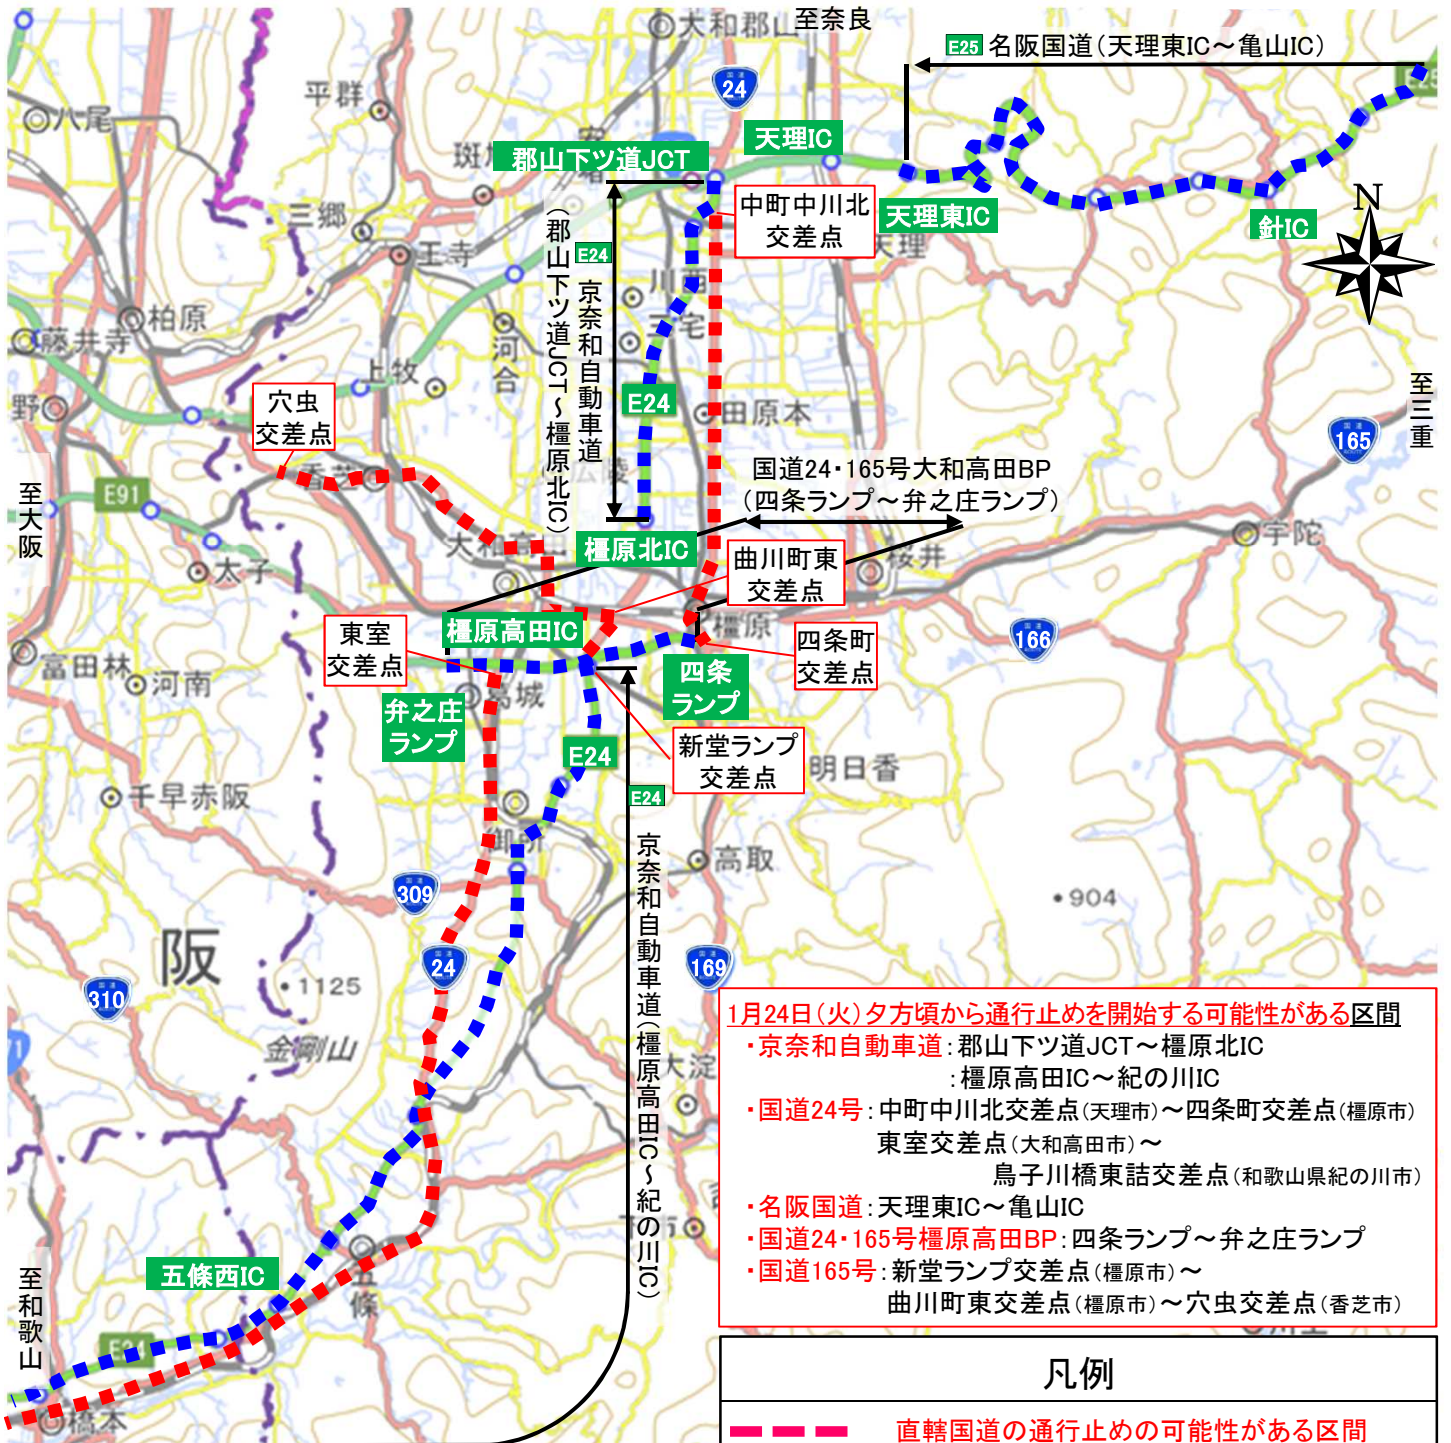 至奈良
大和郡山
E25 名阪国道(天理東IC～亀山IC)
E25
24
平群
八尾
天理IC
郡山下ツ道JCT
中町中川北
交差点
天理東IC
天理
針IC
N
三郷
王寺
E24
京奈和自動車道
(郡山下ツ道JCT～橿原北IC)
川西
三宅
柏原
藤井寺
河合
上牧
至三重
165
穴虫
交差点
E24
田原本
野
香芝
広陵
国道24・165号大和高田BP
(四条ランプ～弁之庄ランプ)
至大阪
E91
大和高田
橿原北IC
曲川町東
交差点
桜井
宇陀
太子
東室
交差点
橿原高田IC
橿原
四条町
交差点
166
富田林
河南
四条
ランプ
葛城
弁之庄
ランプ
新堂ランプ
交差点
E24
明日香
千早赤阪
E24
御所
京奈和自動車道(橿原高田IC～紀の川IC)
高取
309
904
阪
24
169
1125
310
金剛山
大淀
1月24日(火)夕方頃から通行止めを開始する可能性がある区間
・京奈和自動車道:郡山下ツ道JCT～橿原北IC
:橿原高田IC～紀の川IC
・国道24号:中町中川北交差点(天理市)～四条町交差点(橿原市)
東室交差点(大和高田市)～
鳥子川橋東詰交差点(和歌山県紀の川市)
・名阪国道:天理東IC～亀山IC
・国道24・165号橿原高田BP:四条ランプ～弁之庄ランプ
・国道165号:新堂ランプ交差点(橿原市)～
曲川町東交差点(橿原市)～穴虫交差点(香芝市)
五條西IC
五條
至和歌山
E24
橋本
凡例
直轄国道の通行止めの可能性がある区間